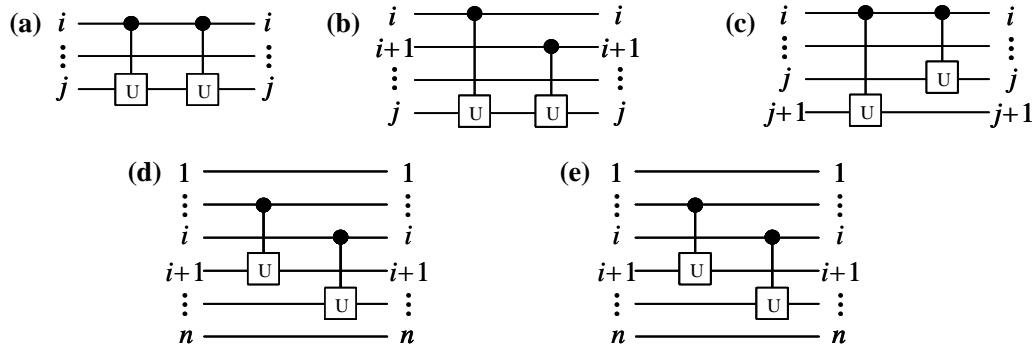 (a) i i
⋮ ⋮
j U U j
(b) i i
i+1 i+1
⋮ ⋮
j U U j
(c) i i
⋮ ⋮
j U j
j+1 U j+1
(d) 1 1
⋮ ⋮
i i
i+1 U i+1
⋮ U ⋮
n n
(e) 1 1
⋮ ⋮
i i
i+1 U i+1
⋮ U ⋮
n n